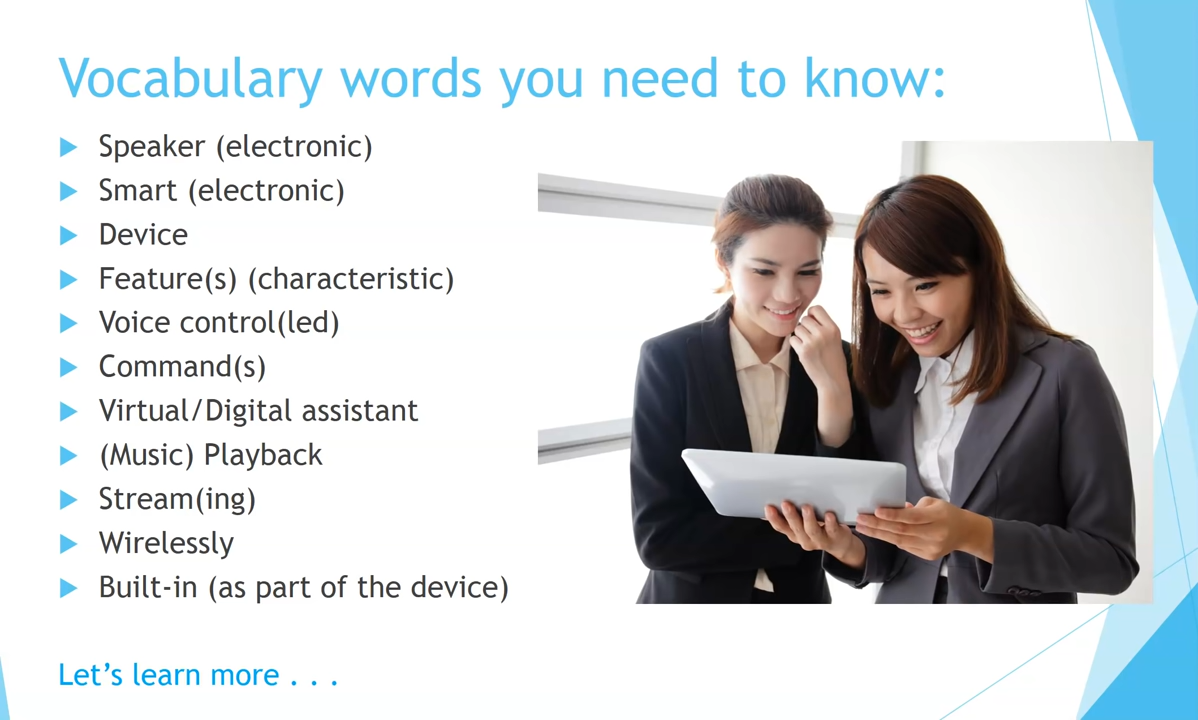 Vocabulary words you need to know:
Speaker (electronic)
Smart (electronic)
Device
Feature(s) (characteristic)
Voice control(led)
Command(s)
Virtual/Digital assistant
(Music) Playback
Stream(ing)
Wirelessly
Built-in (as part of the device)
Let’s learn more . . .